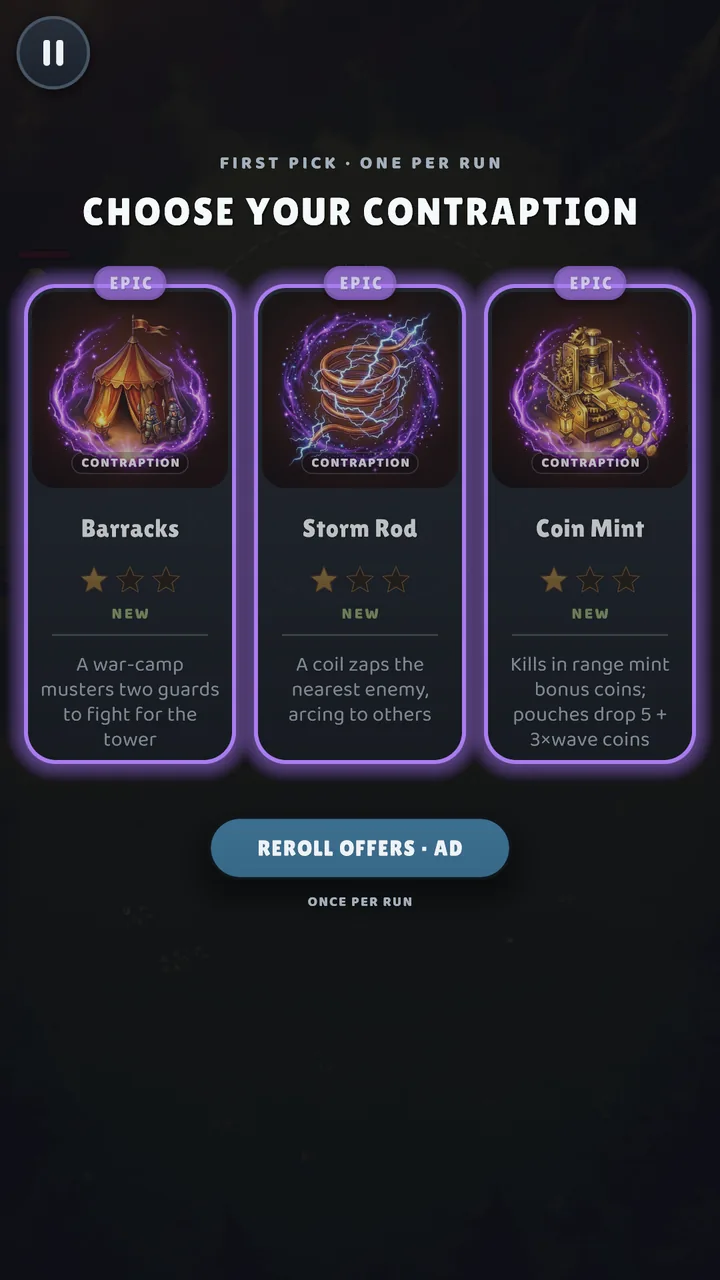 FIRST PICK · ONE PER RUN
CHOOSE YOUR CONTRAPTION
EPIC
CONTRAPTION
Barracks
NEW
A war-camp
musters two guards
to fight for the
tower
EPIC
CONTRAPTION
Storm Rod
NEW
A coil zaps the
nearest enemy,
arcing to others
EPIC
CONTRAPTION
Coin Mint
NEW
Kills in range mint
bonus coins;
pouches drop 5 +
3×wave coins
REROLL OFFERS · AD
ONCE PER RUN